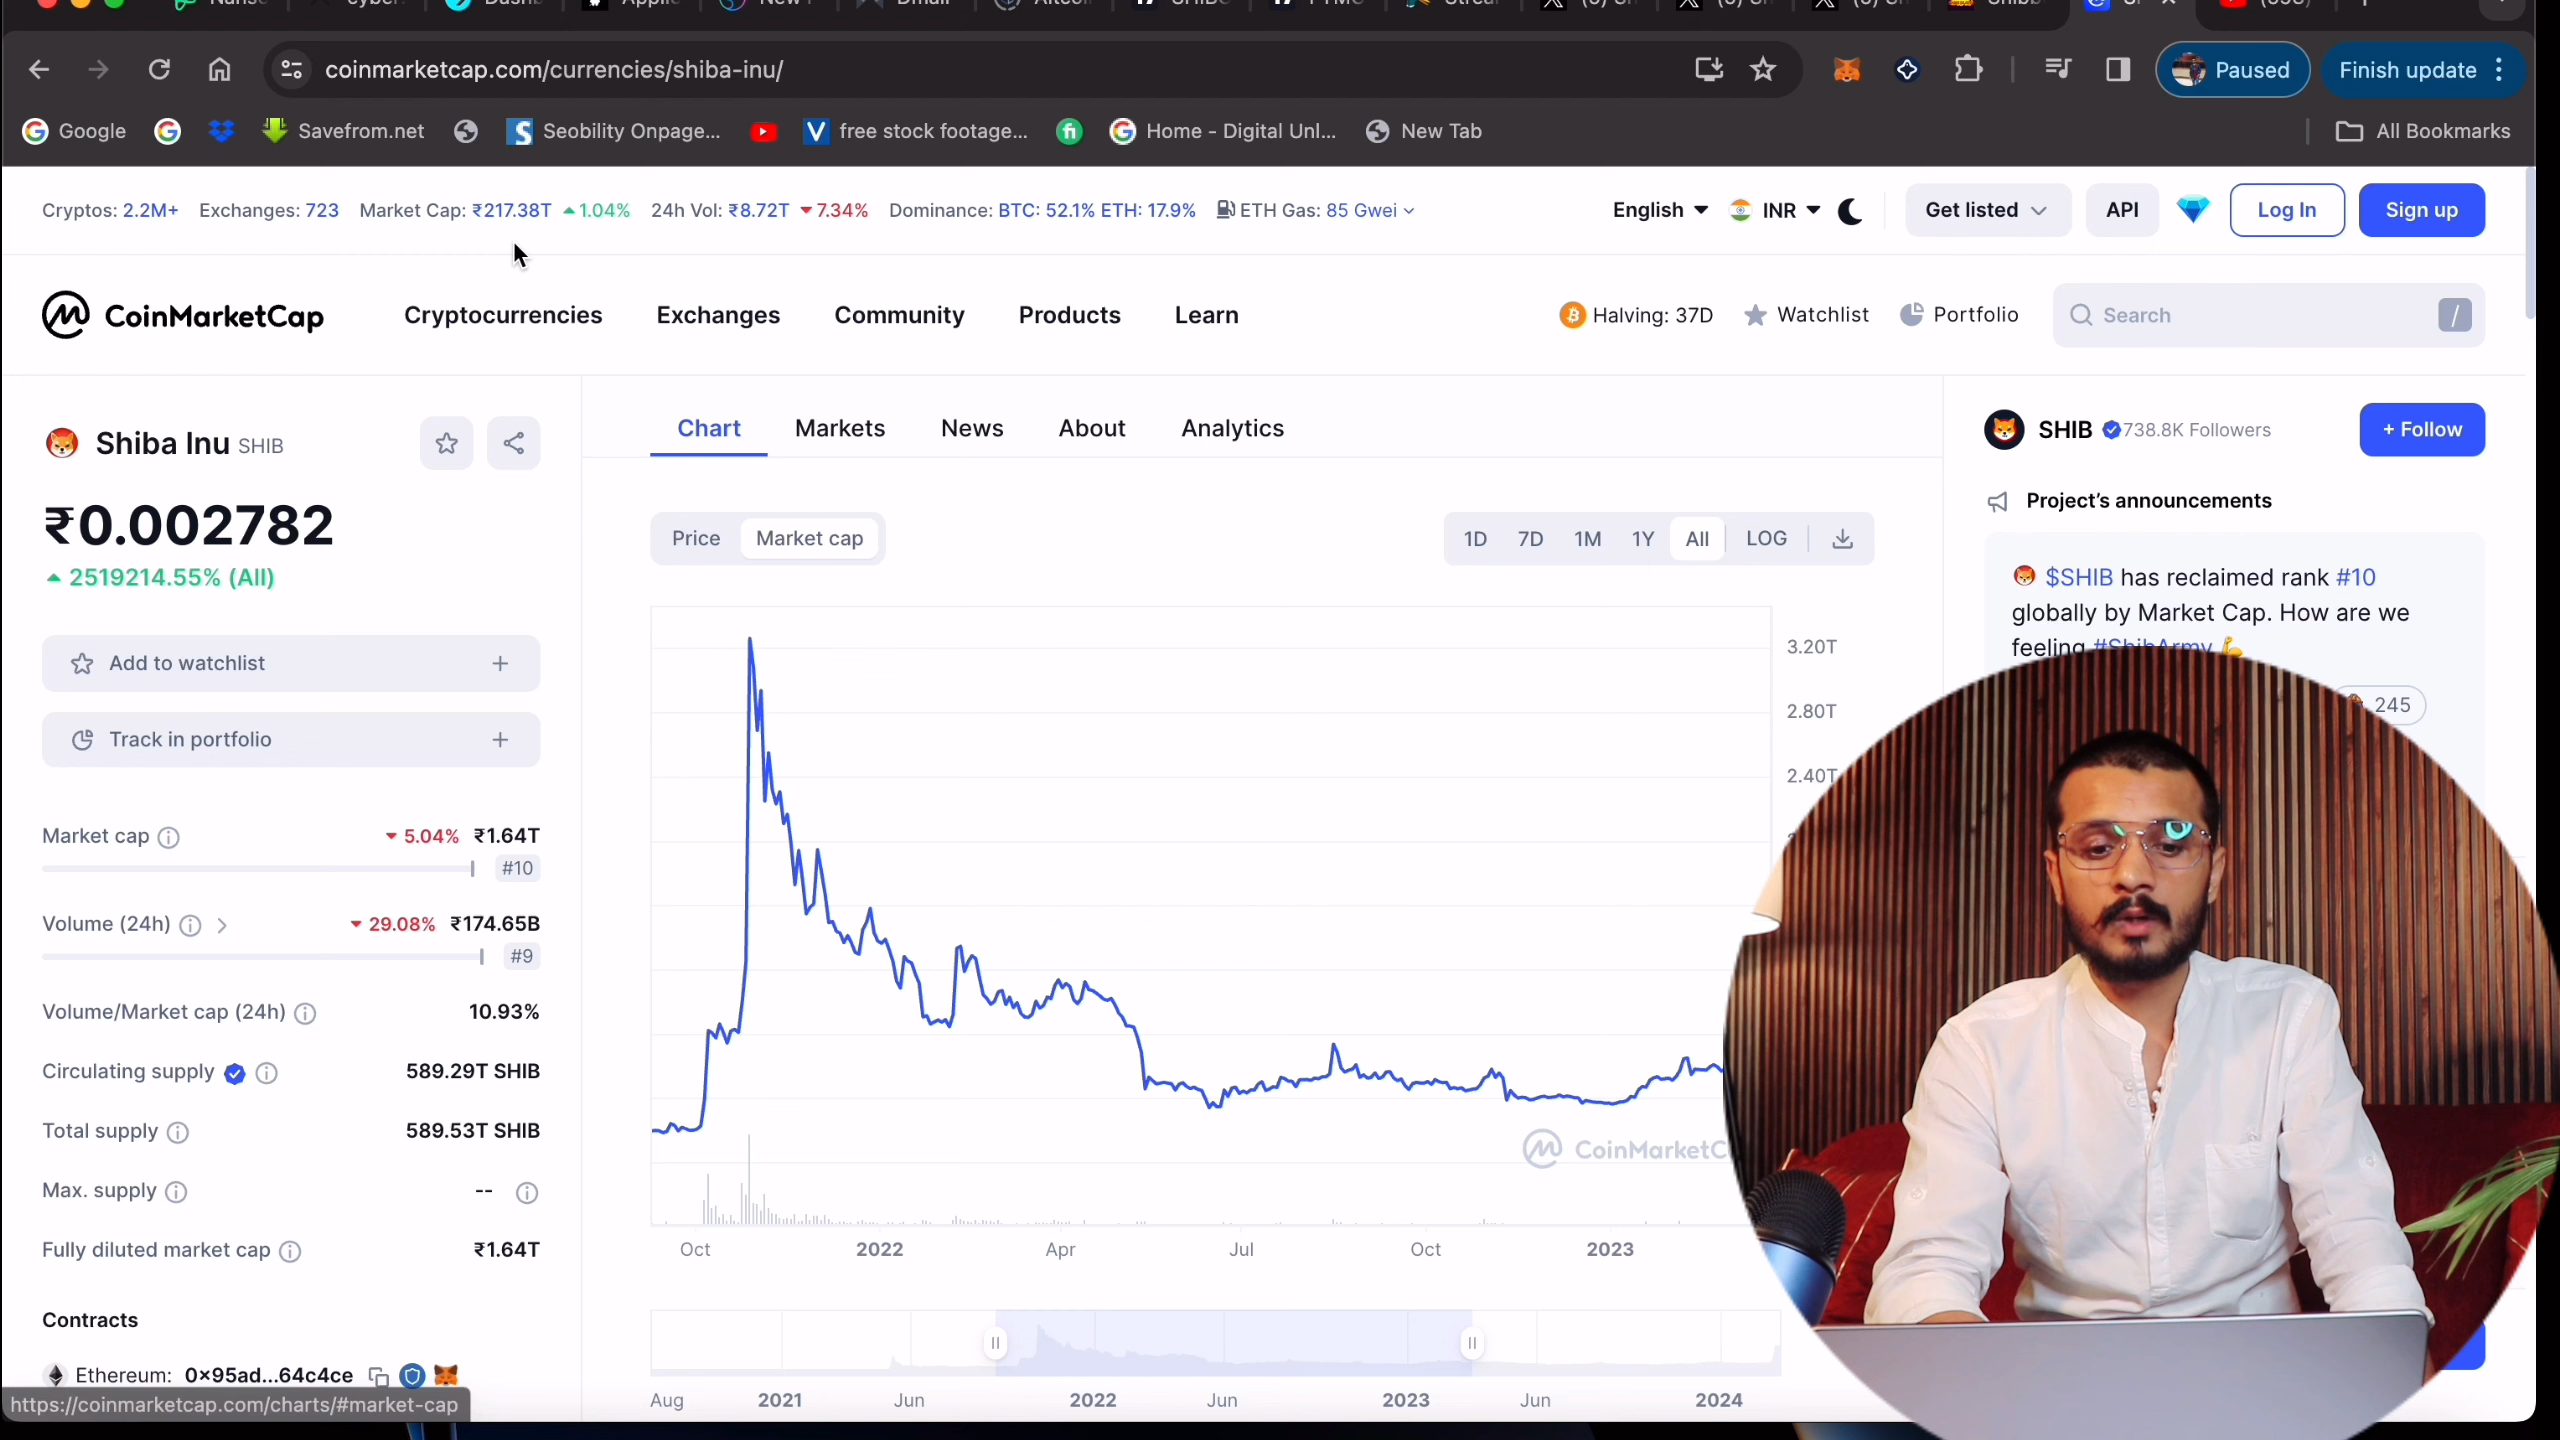 coinmarketcap.com/currencies/shiba-inu/
Paused
Finish update
Google
Savefrom.net
Seobility Onpage...
free stock footage...
Home - Digital Unl...
New Tab
All Bookmarks
Cryptos: 2.2M+ Exchanges: 723 Market Cap: ₹217.38T 1.04% 24h Vol: ₹8.72T 7.34% Dominance: BTC: 52.1% ETH: 17.9% ETH Gas: 85 Gwei
English INR Get listed API Log In Sign up
CoinMarketCap Cryptocurrencies Exchanges Community Products Learn
Halving: 37D Watchlist Portfolio Search /
Shiba Inu SHIB
₹0.002782
2519214.55% (All)
Add to watchlist +
Track in portfolio +
Market cap 5.04% ₹1.64T
#10
Volume (24h) 29.08% ₹174.65B
#9
Volume/Market cap (24h) 10.93%
Circulating supply 589.29T SHIB
Total supply 589.53T SHIB
Max. supply --
Fully diluted market cap ₹1.64T
Contracts
Ethereum: 0x95ad...64c4ce
https://coinmarketcap.com/charts/#market-cap
Chart Markets News About Analytics
Price Market cap
1D 7D 1M 1Y All LOG
3.20T
2.80T
2.40T
CoinMarketC
Oct 2022 Apr Jul Oct 2023
Aug 2021 Jun 2022 Jun 2023 Jun 2024
SHIB 738.8K Followers
+ Follow
Project's announcements
$SHIB has reclaimed rank #10
globally by Market Cap. How are we
feeling #ShibArmy
245